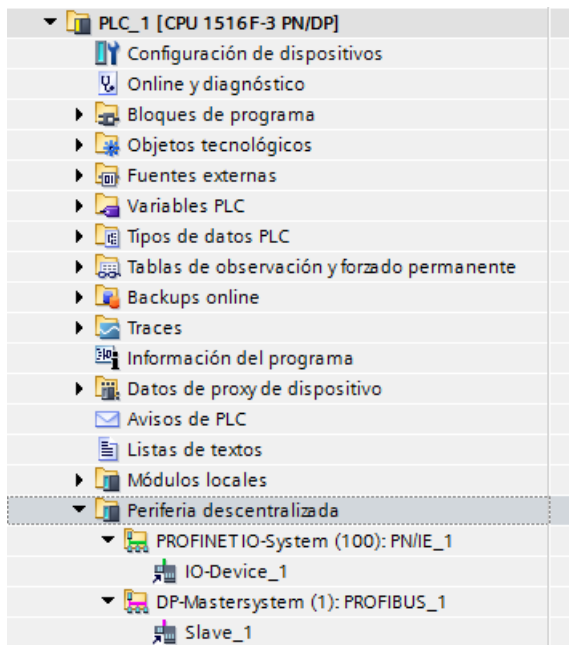 PLC_1 [CPU 1516F-3 PN/DP]
Configuración de dispositivos
Online y diagnóstico
Bloques de programa
Objetos tecnológicos
Fuentes externas
Variables PLC
Tipos de datos PLC
Tablas de observación y forzado permanente
Backups online
Traces
Información del programa
Datos de proxy de dispositivo
Avisos de PLC
Listas de textos
Módulos locales
Periferia descentralizada
PROFINET IO-System (100): PN/IE_1
IO-Device_1
DP-Mastersystem (1): PROFIBUS_1
Slave_1